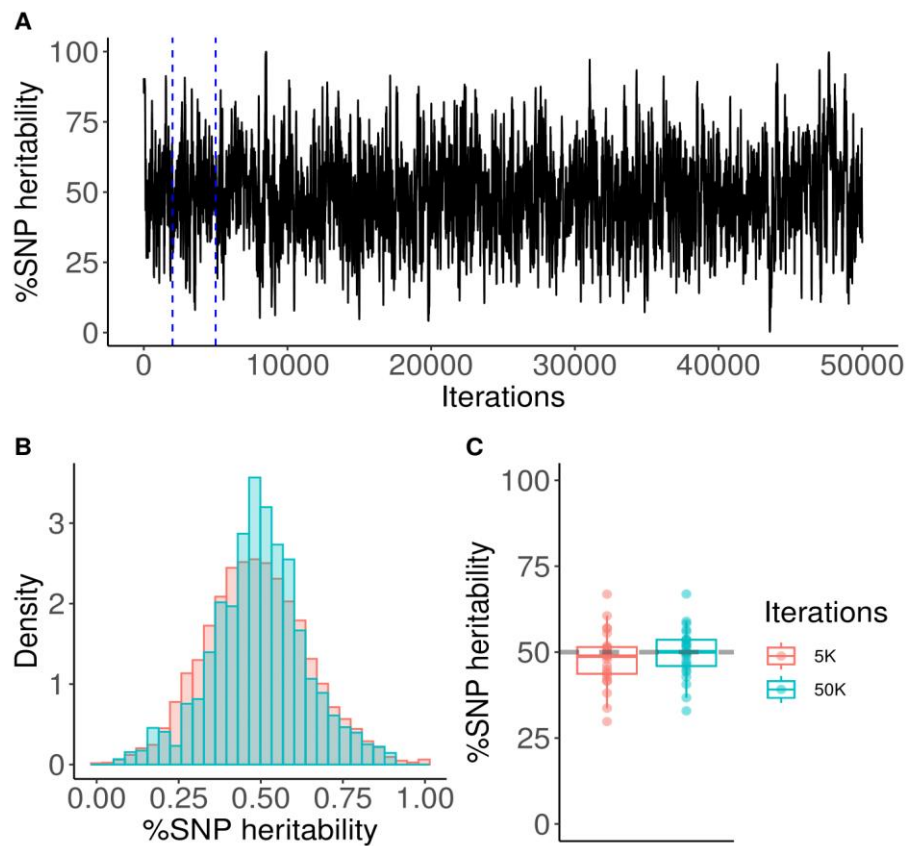 A
%SNP heritability
100
75
50
25
0
0 10000 20000 30000 40000 50000
Iterations
B
Density
3
2
1
0
0.00 0.25 0.50 0.75 1.00
%SNP heritability
C
%SNP heritability
100
75
50
25
0
Iterations
5K
50K